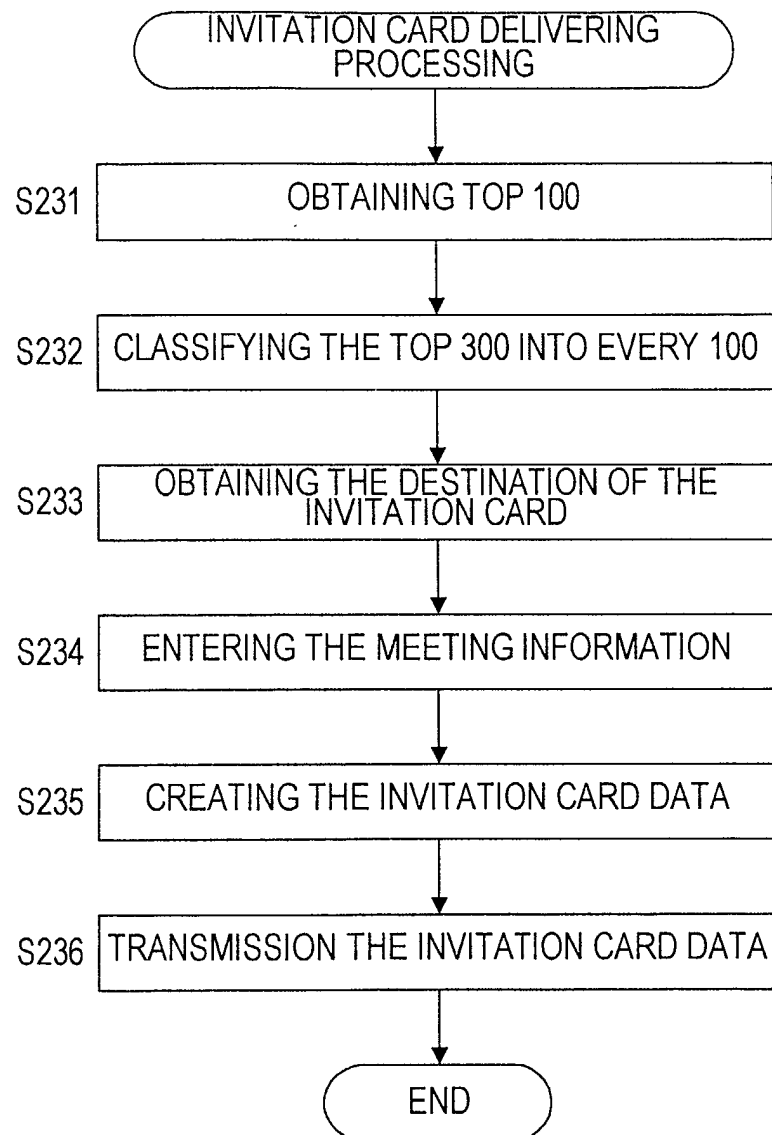 INVITATION CARD DELIVERING
PROCESSING
S231
OBTAINING TOP 100
S232
CLASSIFYING THE TOP 300 INTO EVERY 100
S233
OBTAINING THE DESTINATION OF THE
INVITATION CARD
S234
ENTERING THE MEETING INFORMATION
S235
CREATING THE INVITATION CARD DATA
S236
TRANSMISSION THE INVITATION CARD DATA
END